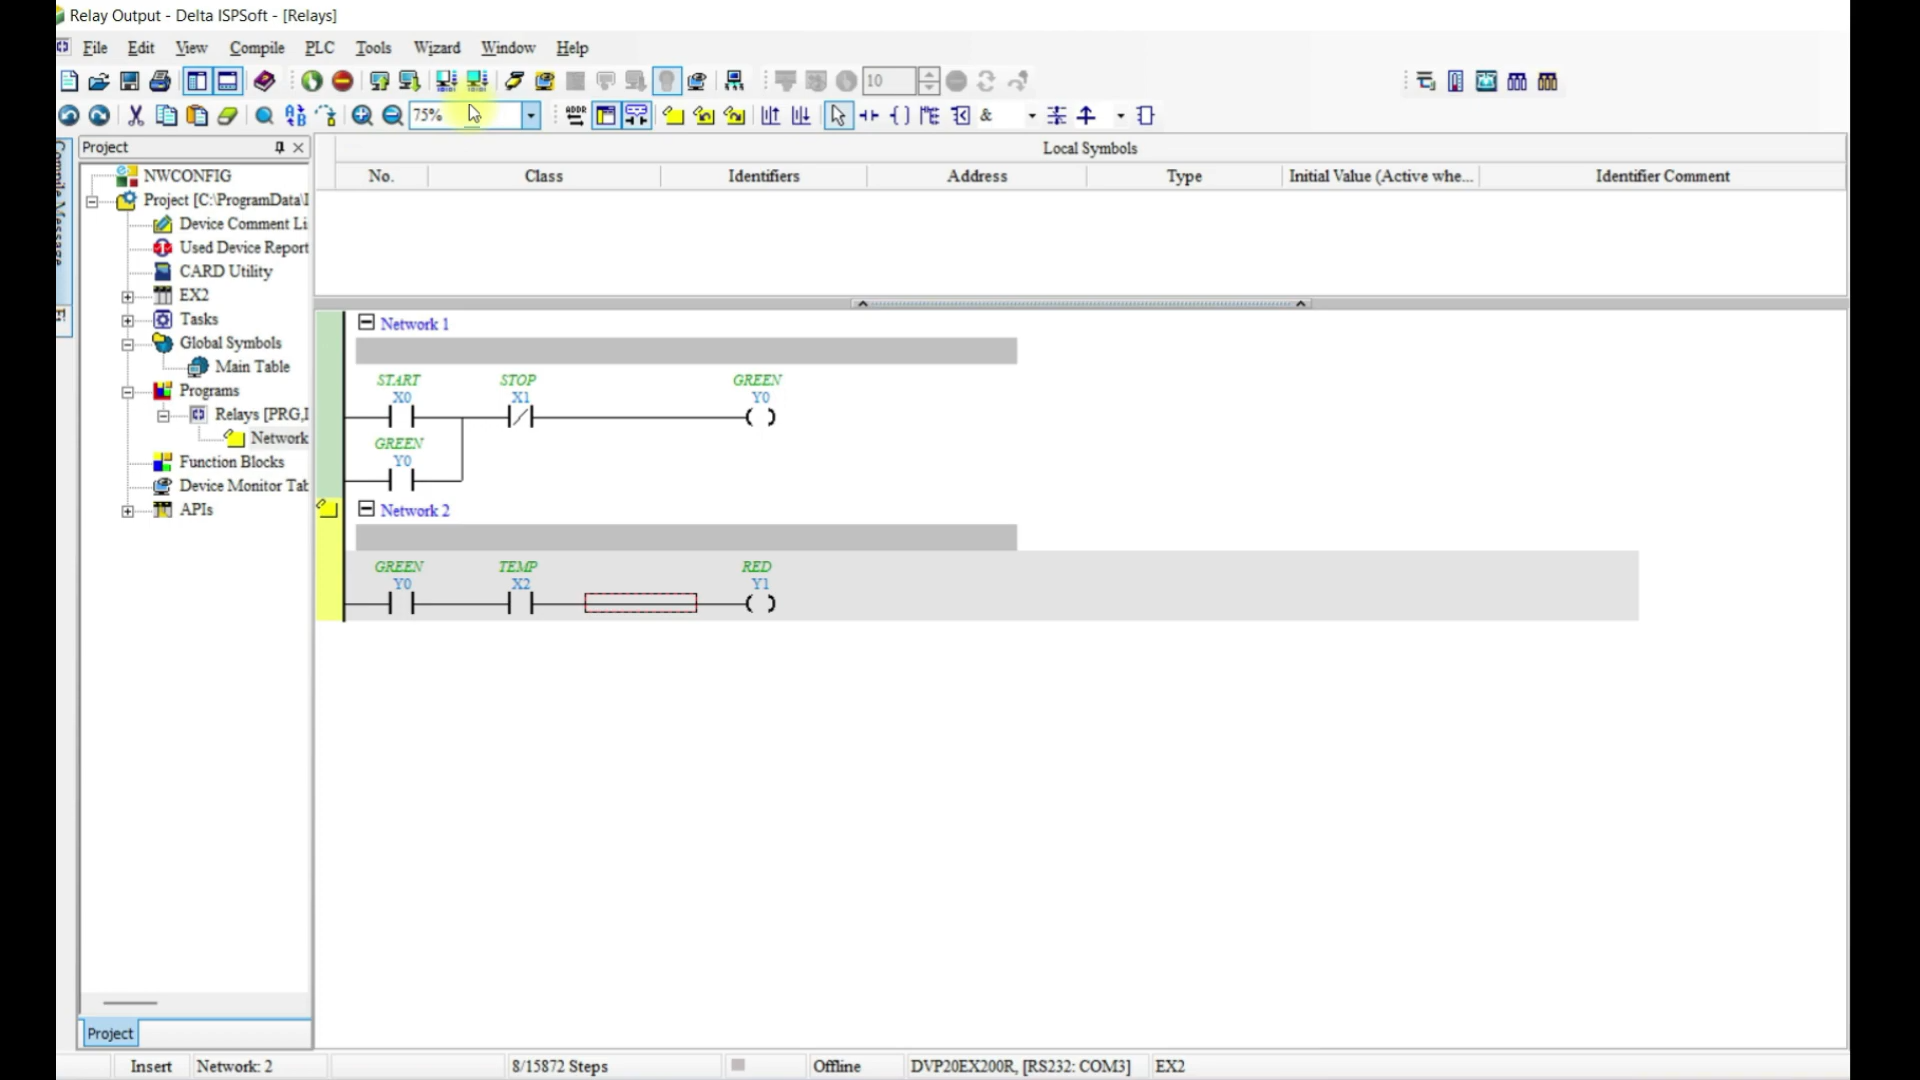 Relay Output - Delta ISPSoft - [Relays]
File Edit View Compile PLC Tools Wizard Window Help
10
75%
ADDR
&
Compile Message
Project
Local Symbols
No. Class Identifiers Address Type Initial Value (Active whe... Identifier Comment
NWCONFIG
Project [C:\ProgramData\
Device Comment Li
Used Device Report
CARD Utility
EX2
Tasks
Global Symbols
Main Table
Programs
Relays [PRG,
Network
Function Blocks
Device Monitor Tab
APIs
Network 1
START STOP GREEN
X0 X1 Y0
GREEN
Y0
Network 2
GREEN TEMP RED
Y0 X2 Y1
Project
Insert Network: 2 8/15872 Steps Offline DVP20EX200R, [RS232: COM3] EX2